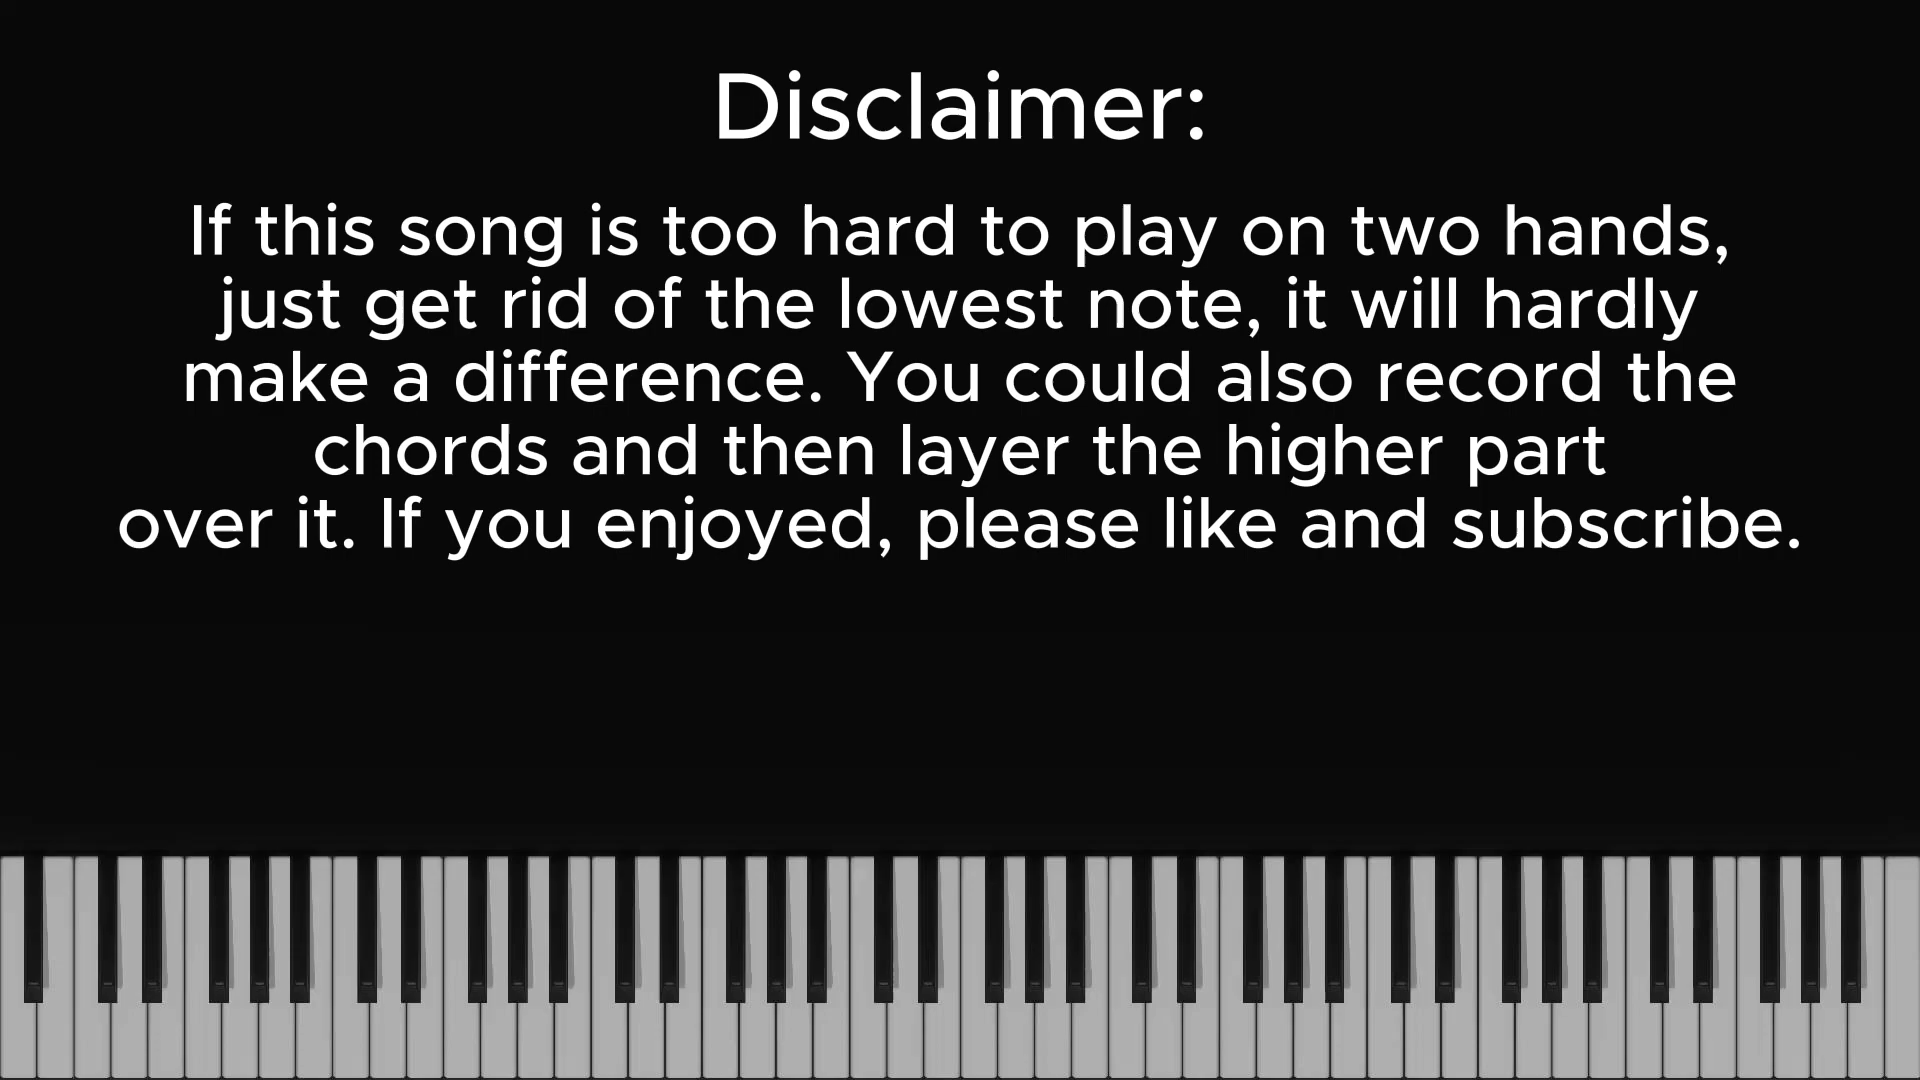 Disclaimer:
If this song is too hard to play on two hands,
just get rid of the lowest note, it will hardly
make a difference. You could also record the
chords and then layer the higher part
over it. If you enjoyed, please like and subscribe.